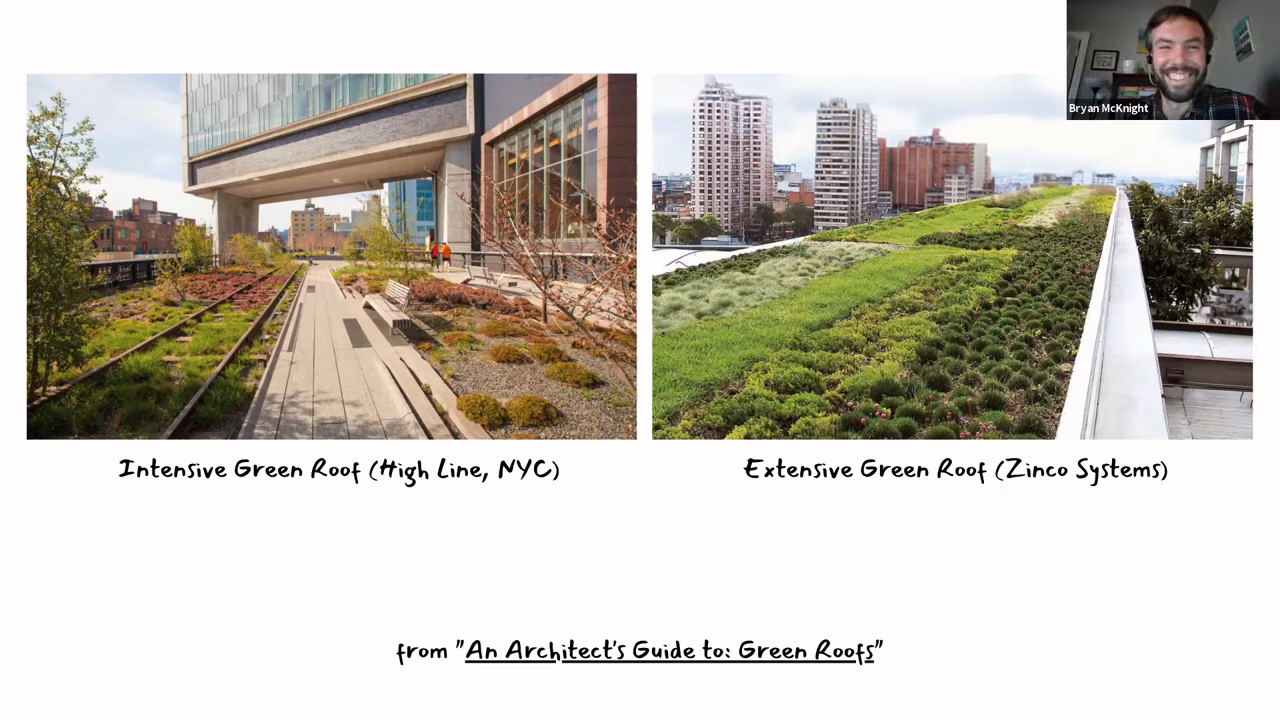 Bryan McKnight
Intensive Green Roof (High Line, NYC)
Extensive Green Roof (Zinco Systems)
from "An Architect's Guide to: Green Roofs"